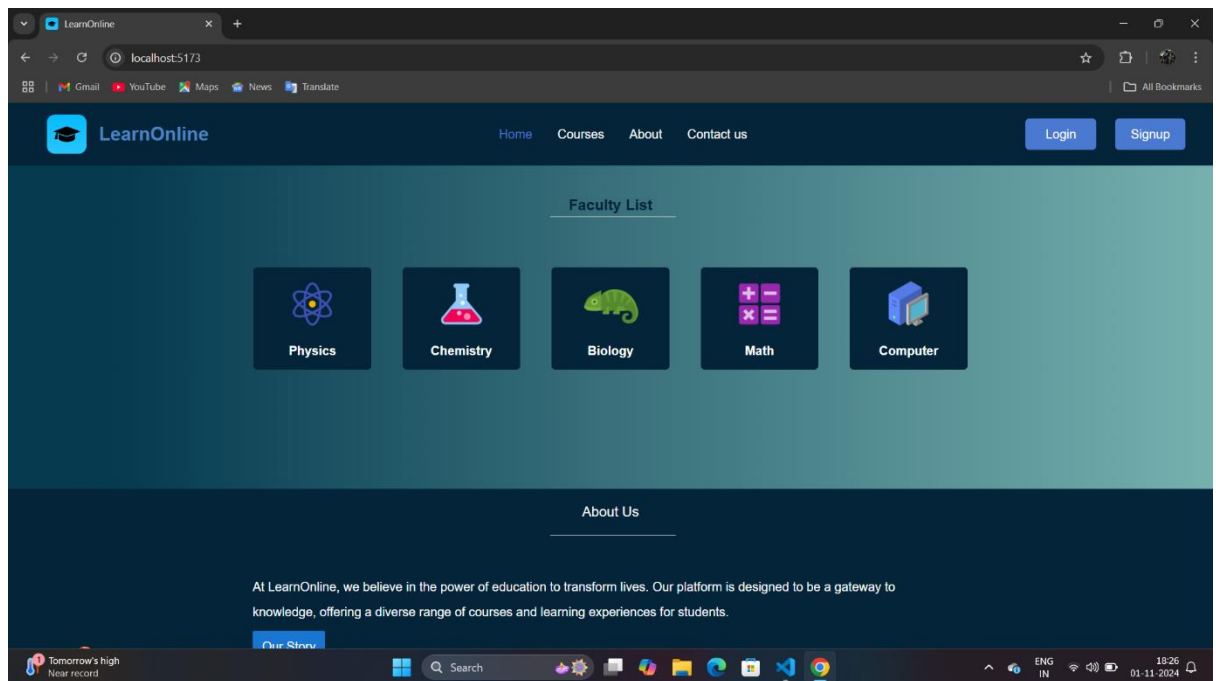 LearnOnline
localhost:5173
Gmail YouTube Maps News Translate All Bookmarks
LearnOnline Home Courses About Contact us Login Signup
Faculty List
Physics Chemistry Biology Math Computer
About Us
At LearnOnline, we believe in the power of education to transform lives. Our platform is designed to be a gateway to
knowledge, offering a diverse range of courses and learning experiences for students.
Our Story
1 Tomorrow's high
Near record
Search
ENG
IN
18:26
01-11-2024